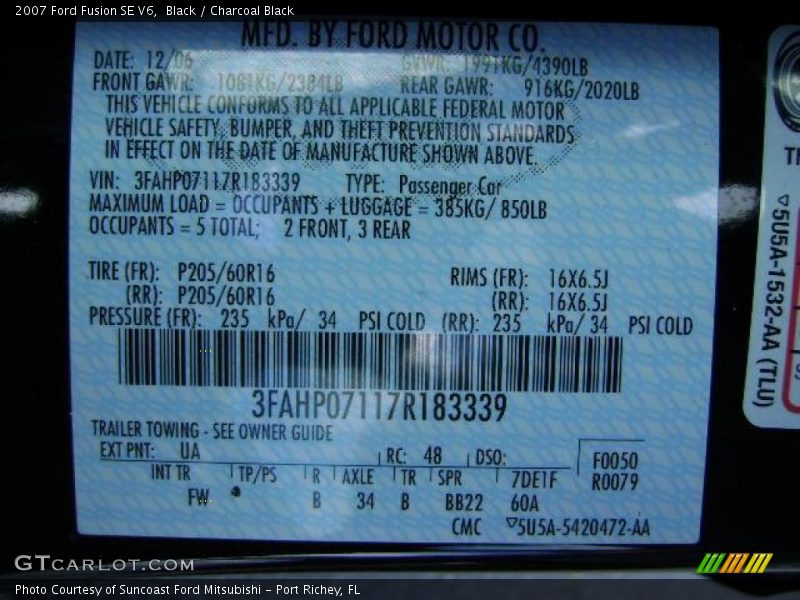 2007 Ford Fusion SE V6,  Black / Charcoal Black
MFD. BY FORD MOTOR CO.
DATE: 12/06 GVWR: 1991KG/4390LB
FRONT GAWR: 1081KG/2384LB REAR GAWR: 916KG/2020LB
THIS VEHICLE CONFORMS TO ALL APPLICABLE FEDERAL MOTOR
VEHICLE SAFETY, BUMPER, AND THEFT PREVENTION STANDARDS
IN EFFECT ON THE DATE OF MANUFACTURE SHOWN ABOVE.
VIN: 3FAHP07117R183339 TYPE: Passenger Car
MAXIMUM LOAD = OCCUPANTS + LUGGAGE = 385KG/ 850LB
OCCUPANTS = 5 TOTAL; 2 FRONT, 3 REAR
TIRE (FR): P205/60R16 RIMS (FR): 16X6.5J
(RR): P205/60R16 (RR): 16X6.5J
PRESSURE (FR): 235 kPa/ 34 PSI COLD (RR): 235 kPa/ 34 PSI COLD
3FAHP07117R183339
TRAILER TOWING - SEE OWNER GUIDE
EXT PNT: UA RC: 48 DSO: F0050
INT TR TP/PS R AXLE TR SPR 7DE1F R0079
FW B 34 B BB22 60A
CMC ▽5U5A-5420472-AA
▽5U5A-1532-AA (TLU)
GTCARLOT.COM
Photo Courtesy of Suncoast Ford Mitsubishi - Port Richey, FL